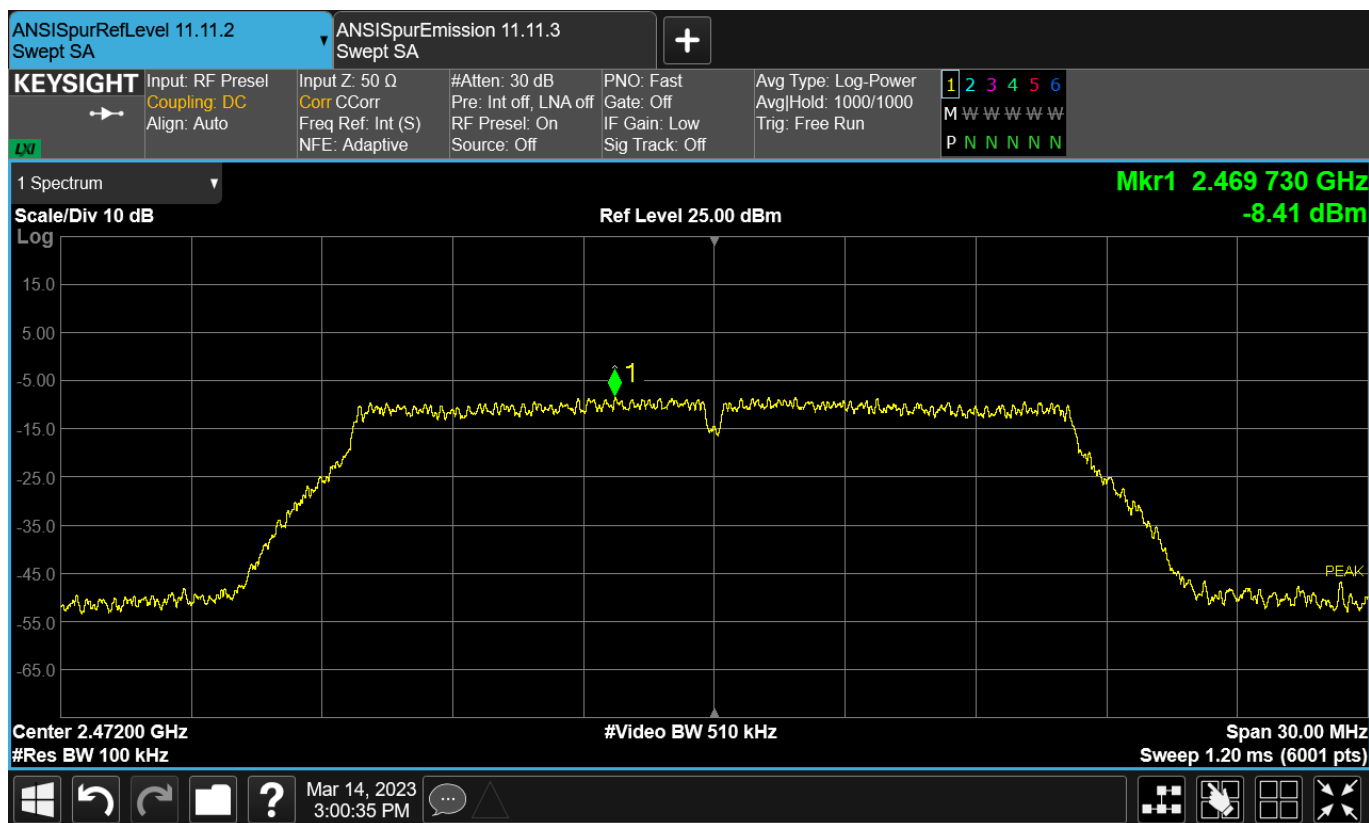 ANSISpurRefLevel 11.11.2
Swept SA
ANSISpurEmission 11.11.3
Swept SA
KEYSIGHT
LXI
Input: RF Presel
Coupling: DC
Align: Auto
Input Z: 50 Ω
Corr CCorr
Freq Ref: Int (S)
NFE: Adaptive
#Atten: 30 dB
Pre: Int off, LNA off
RF Presel: On
Source: Off
PNO: Fast
Gate: Off
IF Gain: Low
Sig Track: Off
Avg Type: Log-Power
Avg|Hold: 1000/1000
Trig: Free Run
1 2 3 4 5 6
M W W W W W
P N N N N N
1 Spectrum
Mkr1 2.469 730 GHz
-8.41 dBm
Scale/Div 10 dB
Ref Level 25.00 dBm
Log
15.0
5.00
-5.00
-15.0
-25.0
-35.0
-45.0
-55.0
-65.0
1
PEAK
Center 2.47200 GHz
#Video BW 510 kHz
Span 30.00 MHz
#Res BW 100 kHz
Sweep 1.20 ms (6001 pts)
?
Mar 14, 2023
3:00:35 PM